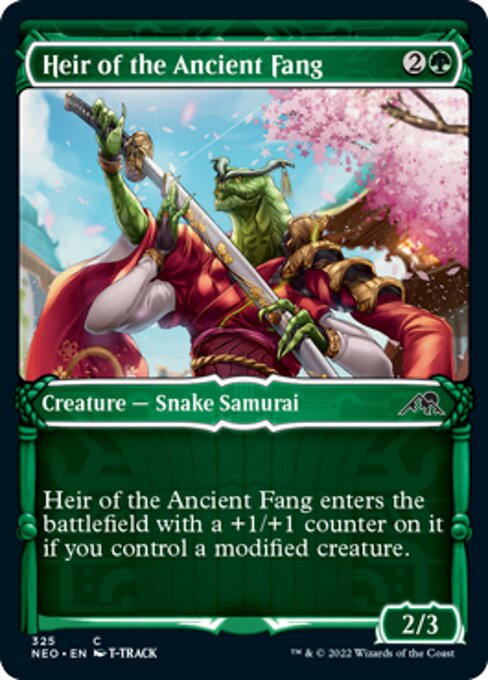 Heir of the Ancient Fang
2
Creature — Snake Samurai
Heir of the Ancient Fang enters the
battlefield with a +1/+1 counter on it
if you control a modified creature.
2/3
325 C
NEO • EN T-TRACK
™ & © 2022 Wizards of the Coast